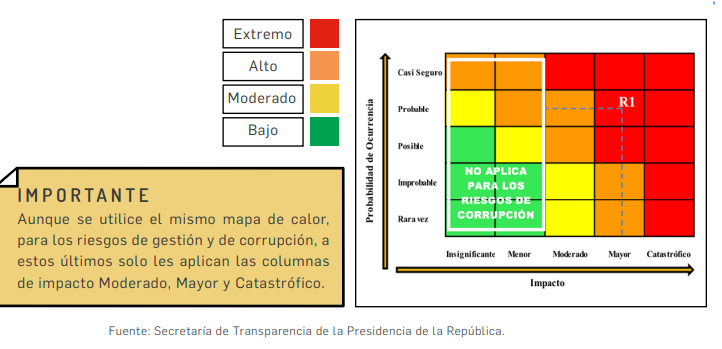 Extremo
Alto
Moderado
Bajo
IMPORTANTE
Aunque se utilice el mismo mapa de calor,
para los riesgos de gestión y de corrupción, a
estos últimos solo les aplican las columnas
de impacto Moderado, Mayor y Catastrófico.
Probabilidad de Ocurrencia
Casi Seguro
Probable
Posible
Improbable
Rara vez
R1
NO APLICA
PARA LOS
RIESGOS DE
CORRUPCIÓN
Insignificante Menor Moderado Mayor Catastrófico
Impacto
Fuente: Secretaría de Transparencia de la Presidencia de la República.